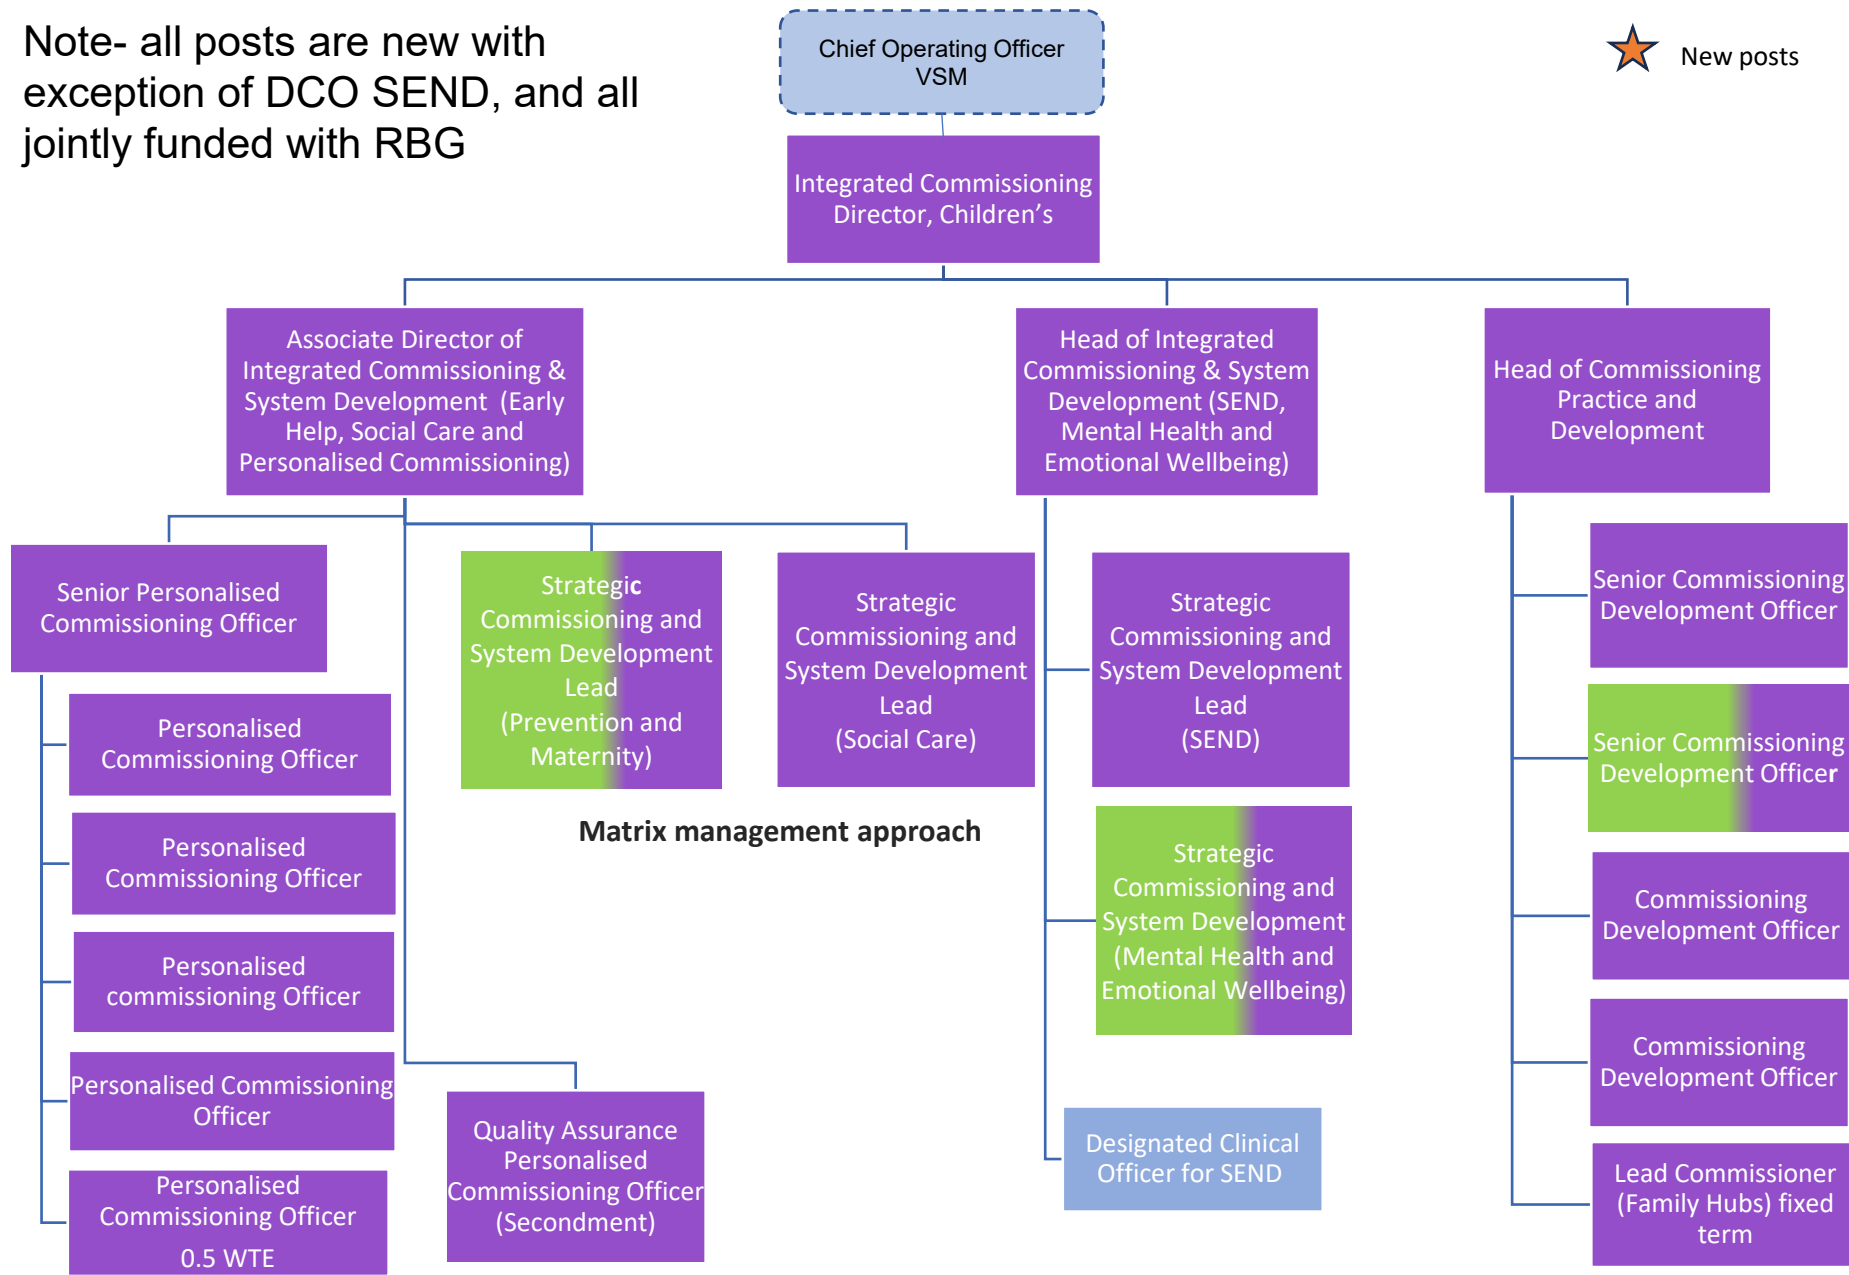 Note- all posts are new with
exception of DCO SEND, and all
jointly funded with RBG
Chief Operating Officer
VSM
New posts
Integrated Commissioning
Director, Children’s
Associate Director of
Integrated Commissioning &
System Development (Early
Help, Social Care and
Personalised Commissioning)
Head of Integrated
Commissioning & System
Development (SEND,
Mental Health and
Emotional Wellbeing)
Head of Commissioning
Practice and
Development
Senior Personalised
Commissioning Officer
Personalised
Commissioning Officer
Personalised
Commissioning Officer
Personalised
commissioning Officer
Personalised Commissioning
Officer
Personalised
Commissioning Officer
0.5 WTE
Strategic
Commissioning and
System Development
Lead
(Prevention and
Maternity)
Strategic
Commissioning and
System Development
Lead
(Social Care)
Matrix management approach
Quality Assurance
Personalised
Commissioning Officer
(Secondment)
Strategic
Commissioning and
System Development
Lead
(SEND)
Strategic
Commissioning and
System Development
(Mental Health and
Emotional Wellbeing)
Designated Clinical
Officer for SEND
Senior Commissioning
Development Officer
Senior Commissioning
Development Officer
Commissioning
Development Officer
Commissioning
Development Officer
Lead Commissioner
(Family Hubs) fixed
term